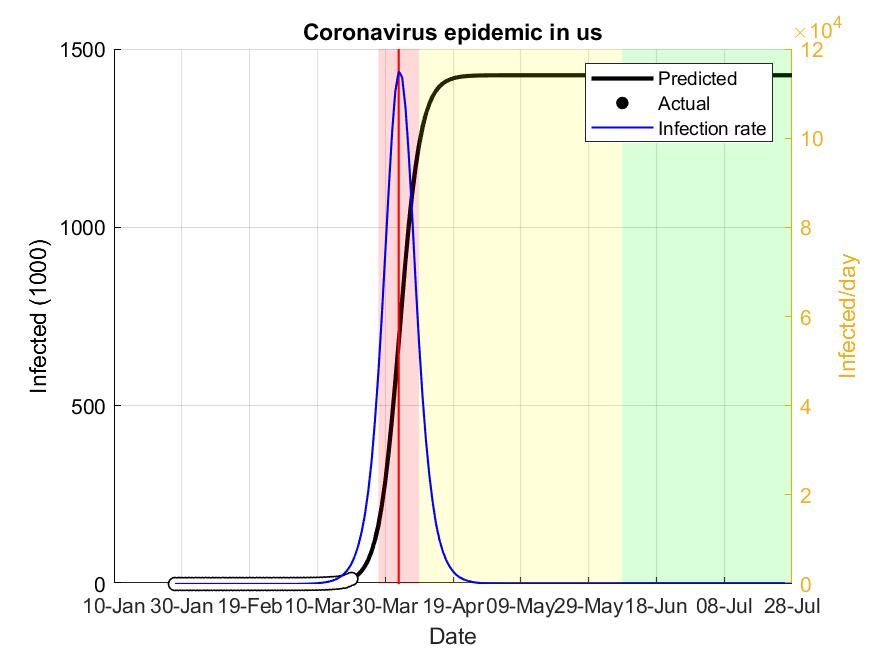 Coronavirus epidemic in us
×10⁴
1500
1000
500
0
Infected (1000)
12
10
8
6
4
2
0
Infected/day
Predicted
Actual
Infection rate
10-Jan 30-Jan 19-Feb 10-Mar 30-Mar 19-Apr 09-May 29-May 18-Jun 08-Jul 28-Jul
Date